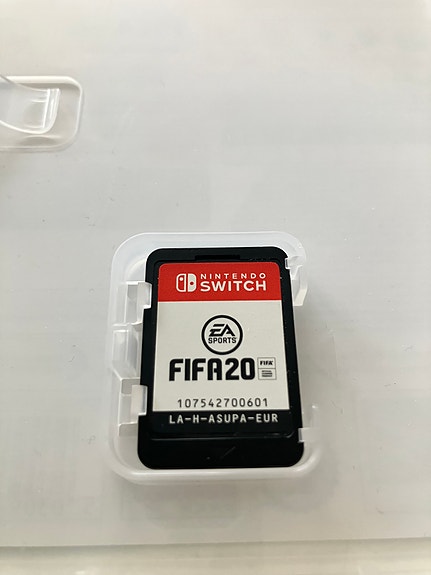 NINTENDO
SWITCH
EA
SPORTS
FIFA20
FIFA
107542700601
LA-H-ASUPA-EUR